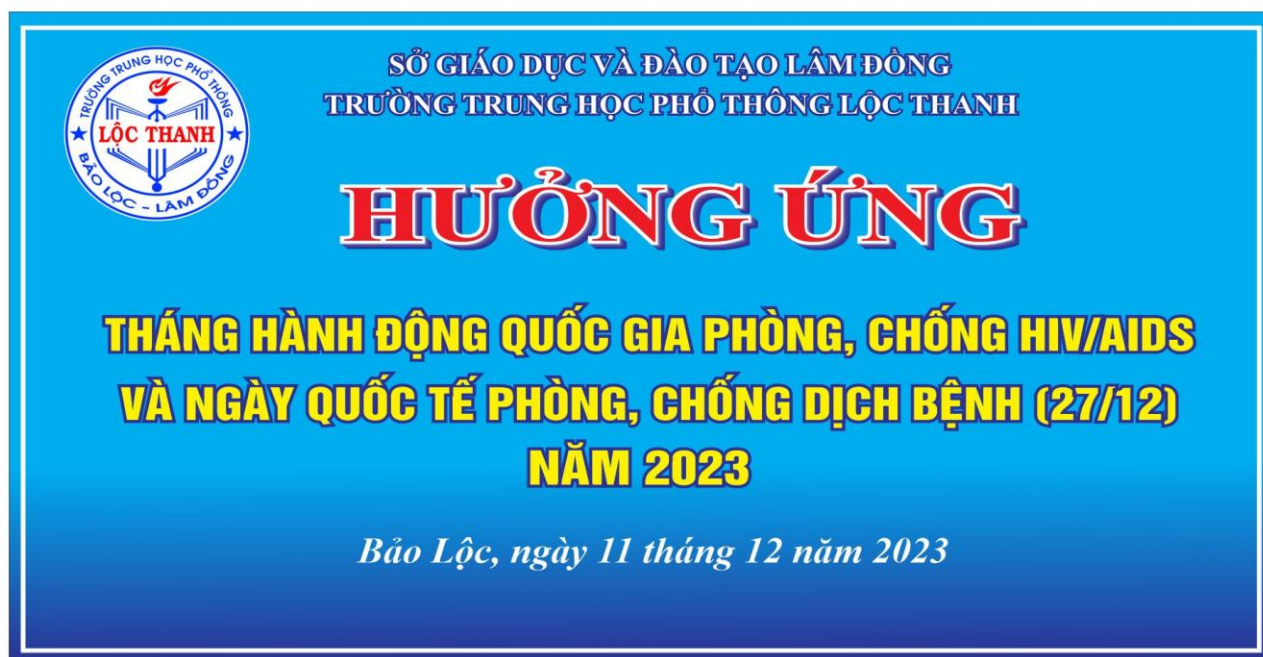 TRƯỜNG TRUNG HỌC PHỔ THÔNG
LỘC THANH
BẢO LỘC - LÂM ĐỒNG
SỞ GIÁO DỤC VÀ ĐÀO TẠO LÂM ĐỒNG
TRƯỜNG TRUNG HỌC PHỔ THÔNG LỘC THANH
HƯỞNG ỨNG
THÁNG HÀNH ĐỘNG QUỐC GIA PHÒNG, CHỐNG HIV/AIDS
VÀ NGÀY QUỐC TẾ PHÒNG, CHỐNG DỊCH BỆNH (27/12)
NĂM 2023
Bảo Lộc, ngày 11 tháng 12 năm 2023